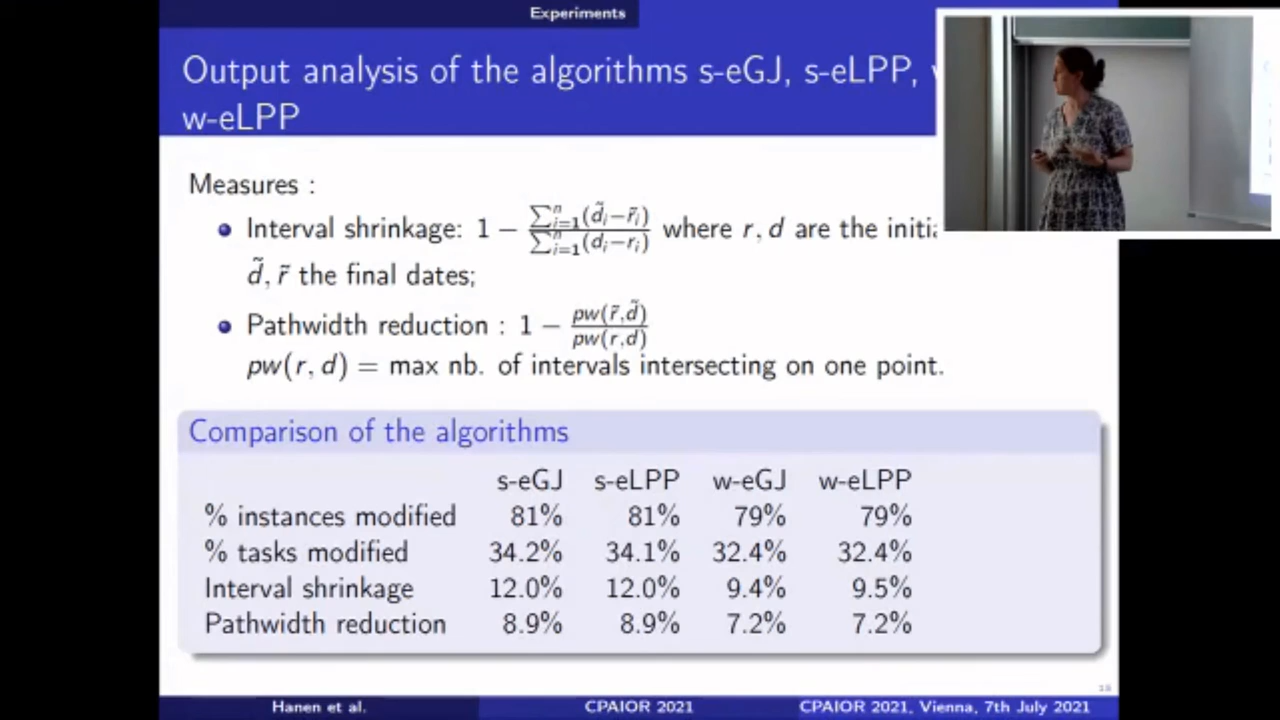 Experiments
Output analysis of the algorithms s-eGJ, s-eLPP,
w-eLPP
Measures :
Interval shrinkage: 1 − ∑ⁿᵢ₌₁(d̃ᵢ−r̃ᵢ) / ∑ⁿᵢ₌₁(dᵢ−rᵢ) where r, d are the
d̃, r̃ the final dates;
Pathwidth reduction : 1 − pw(r̃,d̃) / pw(r,d)
pw(r, d) = max nb. of intervals intersecting on one point.
Comparison of the algorithms
s-eGJ s-eLPP w-eGJ w-eLPP
% instances modified 81% 81% 79% 79%
% tasks modified 34.2% 34.1% 32.4% 32.4%
Interval shrinkage 12.0% 12.0% 9.4% 9.5%
Pathwidth reduction 8.9% 8.9% 7.2% 7.2%
Hanen et al. CPAIOR 2021 CPAIOR 2021, Vienna, 7th July 2021